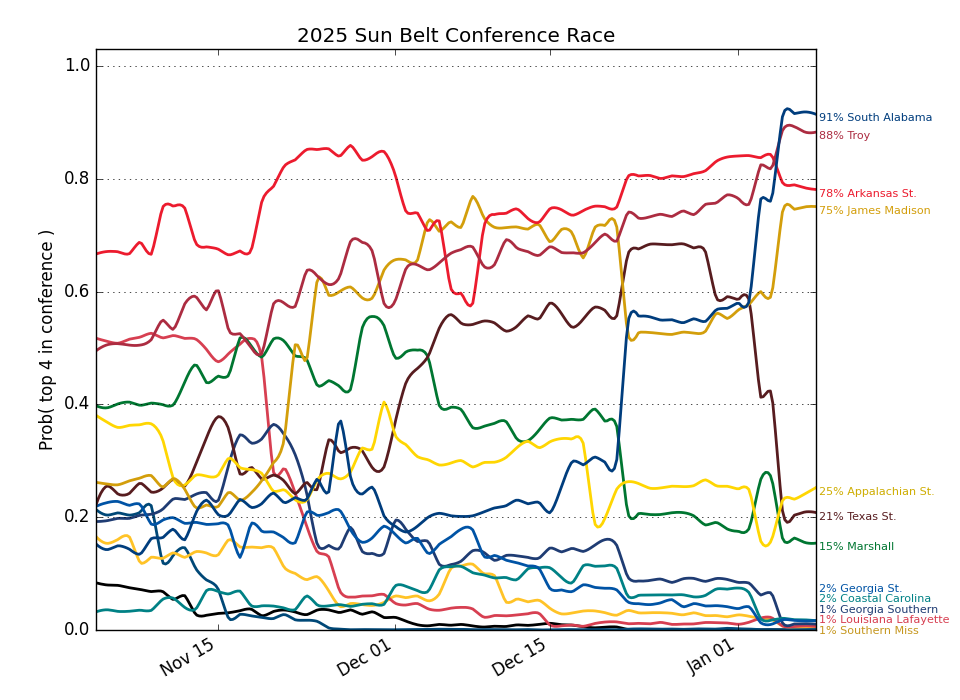 2025 Sun Belt Conference Race
Prob( top 4 in conference )
1.0
0.8
0.6
0.4
0.2
0.0
Nov 15
Dec 01
Dec 15
Jan 01
91% South Alabama
88% Troy
78% Arkansas St.
75% James Madison
25% Appalachian St.
21% Texas St.
15% Marshall
2% Georgia St.
2% Coastal Carolina
1% Georgia Southern
1% Louisiana Lafayette
1% Southern Miss